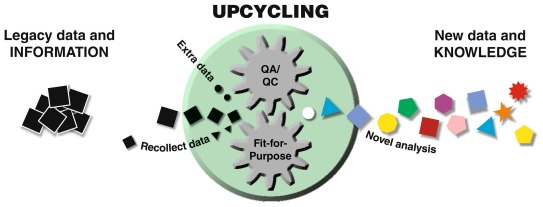 UPCYCLING
Legacy data and
INFORMATION
Extra data
QA/
QC
New data and
KNOWLEDGE
Recollect data
Fit-for-
Purpose
Novel analysis